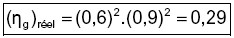 (η_g)_réel = (0,6)².(0,9)² = 0,29